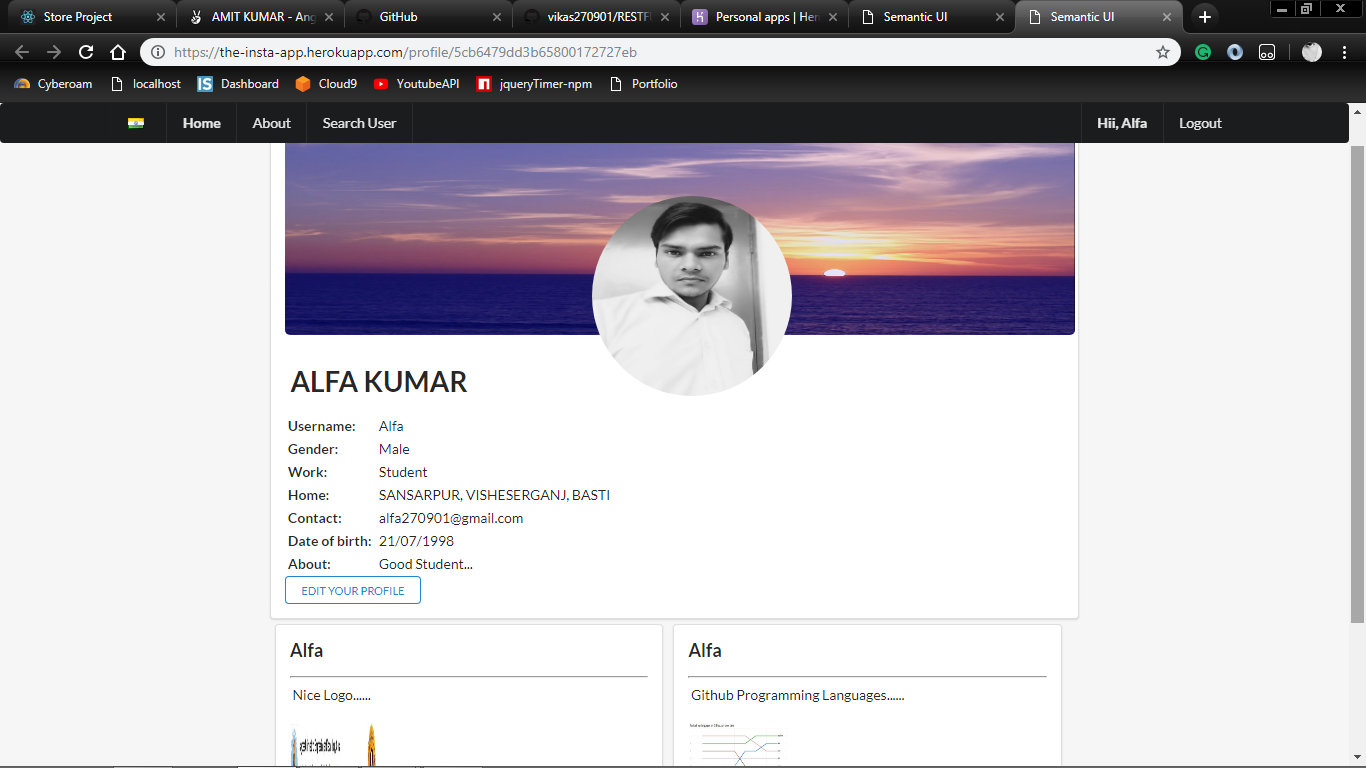 Store Project
AMIT KUMAR - Ang
GitHub
vikas270901/RESTF
Personal apps | Her
Semantic UI
Semantic UI
https://the-insta-app.herokuapp.com/profile/5cb6479dd3b65800172727eb
Cyberoam
localhost
Dashboard
Cloud9
YoutubeAPI
jqueryTimer-npm
Portfolio
Home
About
Search User
Hii, Alfa
Logout
ALFA KUMAR
Username: Alfa
Gender: Male
Work: Student
Home: SANSARPUR, VISHESERGANJ, BASTI
Contact: alfa270901@gmail.com
Date of birth: 21/07/1998
About: Good Student...
EDIT YOUR PROFILE
Alfa
Nice Logo......
Alfa
Github Programming Languages......